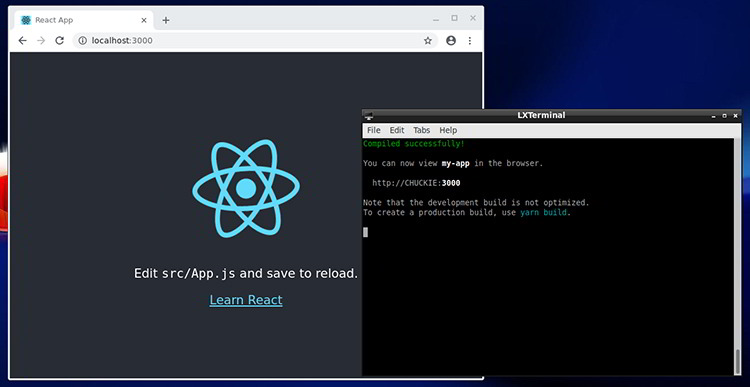 React App
localhost:3000
Edit src/App.js and save to reload.
Learn React
LXTerminal
File Edit Tabs Help
Compiled successfully!
You can now view my-app in the browser.
http://CHUCKIE:3000
Note that the development build is not optimized.
To create a production build, use yarn build.